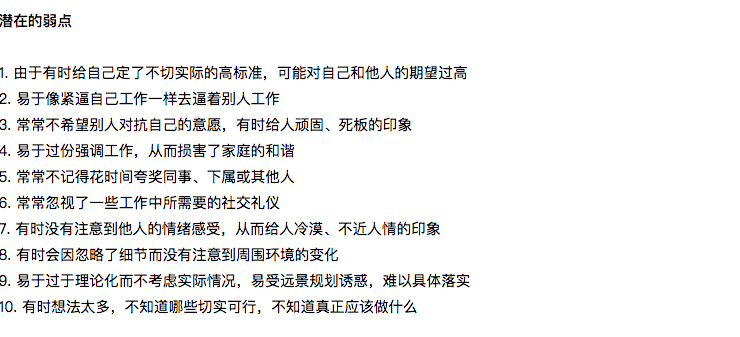 潜在的弱点
1. 由于有时给自己定了不切实际的高标准，可能对自己和他人的期望过高
2. 易于像紧逼自己工作一样去逼着别人工作
3. 常常不希望别人对抗自己的意愿，有时给人顽固、死板的印象
4. 易于过份强调工作，从而损害了家庭的和谐
5. 常常不记得花时间夸奖同事、下属或其他人
6. 常常忽视了一些工作中所需要的社交礼仪
7. 有时没有注意到他人的情绪感受，从而给人冷漠、不近人情的印象
8. 有时会因忽略了细节而没有注意到周围环境的变化
9. 易于过于理论化而不考虑实际情况，易受远景规划诱惑，难以具体落实
10. 有时想法太多，不知道哪些切实可行，不知道真正应该做什么